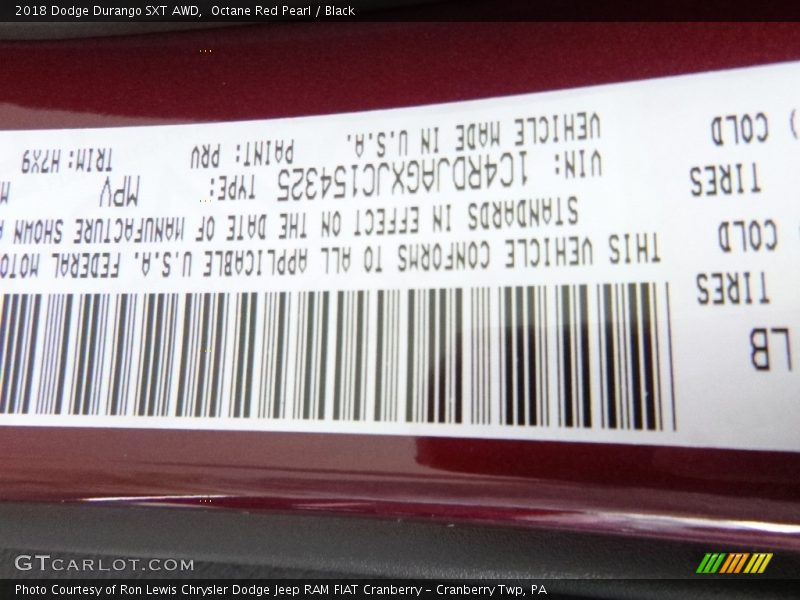 2018 Dodge Durango SXT AWD,  Octane Red Pearl / Black
LB
TIRES
COLD
TIRES
COLD
THIS VEHICLE CONFORMS TO ALL APPLICABLE U.S.A. FEDERAL MOTO
STANDARDS IN EFFECT ON THE DATE OF MANUFACTURE SHOWN A
VIN: 1C4RDJAGXJC154325 TYPE: MPV
VEHICLE MADE IN U.S.A. PAINT: PRV TRIM: H7X9
GTCARLOT.COM
Photo Courtesy of Ron Lewis Chrysler Dodge Jeep RAM FIAT Cranberry – Cranberry Twp, PA